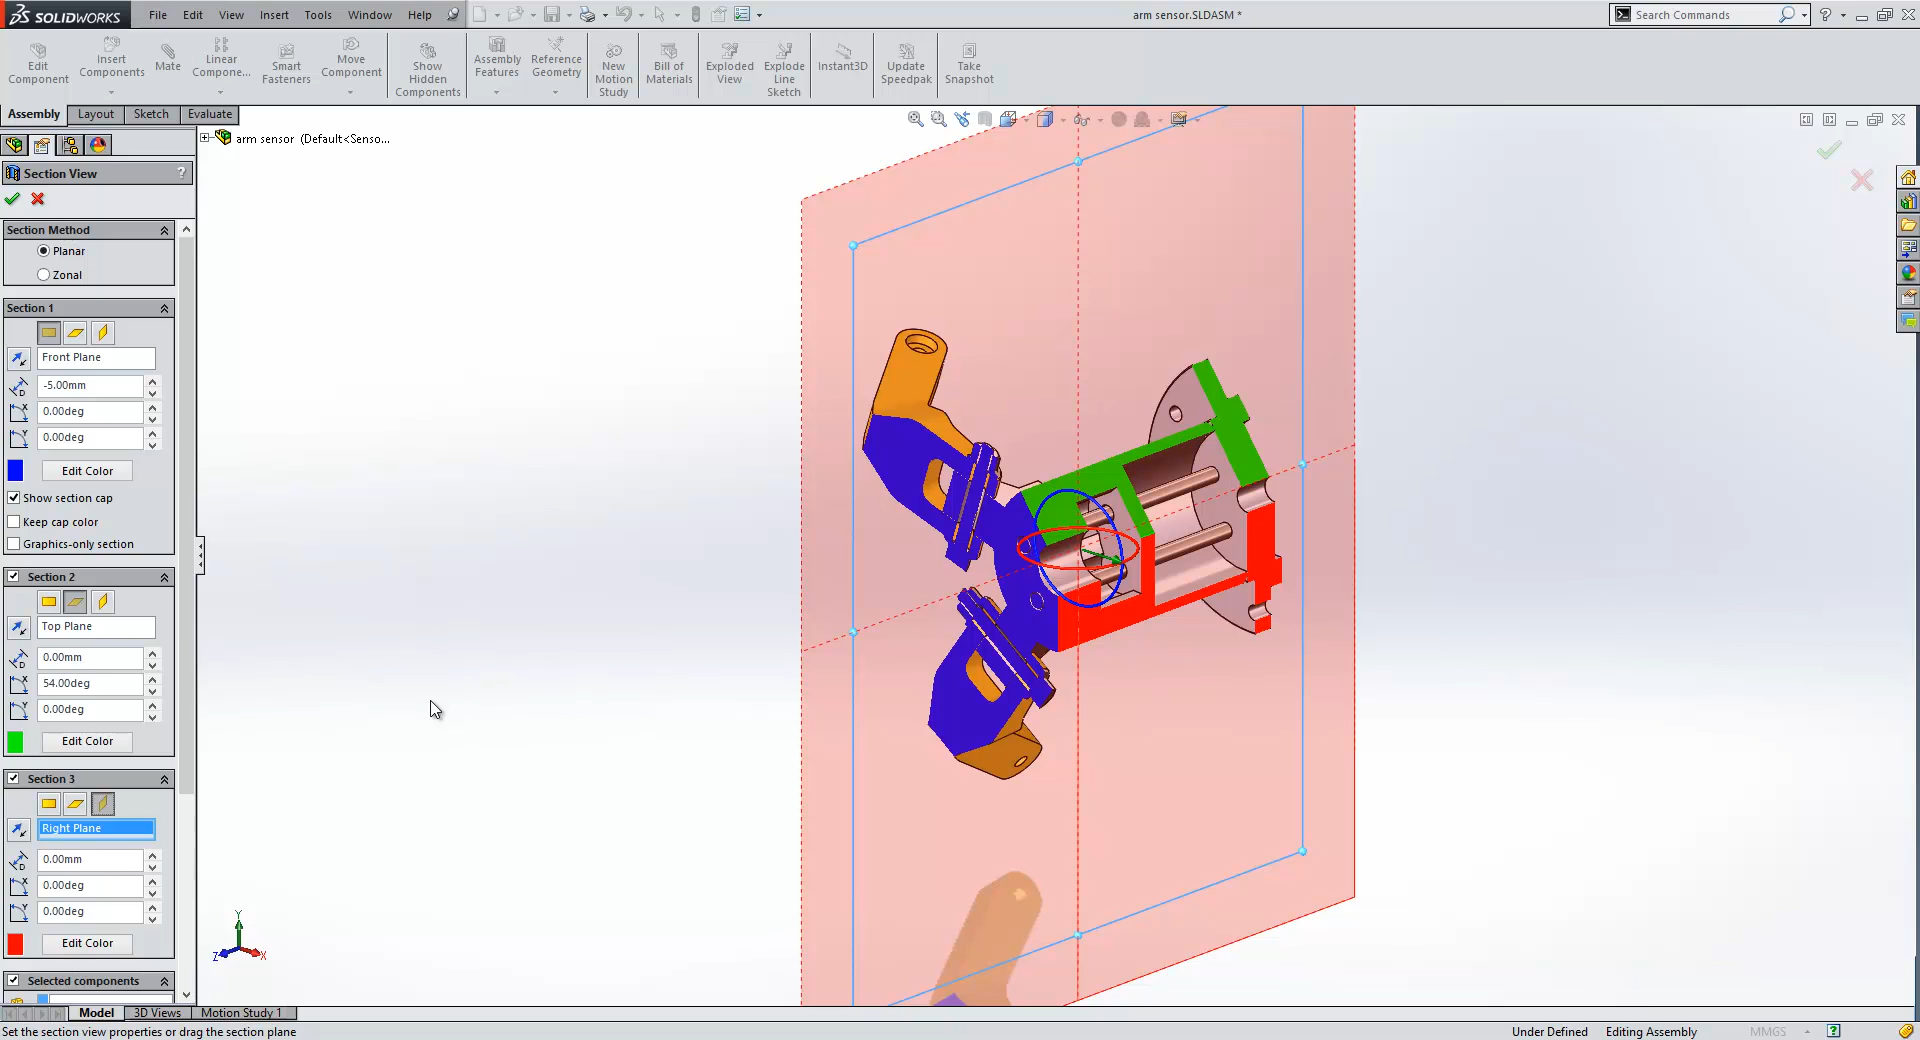 SOLIDWORKS File Edit View Insert Tools Window Help arm sensor.SLDASM * Search Commands ?
Edit Component
Insert Components
Mate
Linear Compone...
Smart Fasteners
Move Component
Show Hidden Components
Assembly Features
Reference Geometry
New Motion Study
Bill of Materials
Exploded View
Explode Line Sketch
Instant3D
Update Speedpak
Take Snapshot
Assembly Layout Sketch Evaluate
arm sensor (Default<Senso...
Section View ?
Section Method
Planar
Zonal
Section 1
Front Plane
-5.00mm
0.00deg
0.00deg
Edit Color
Show section cap
Keep cap color
Graphics-only section
Section 2
Top Plane
0.00mm
54.00deg
0.00deg
Edit Color
Section 3
Right Plane
0.00mm
0.00deg
0.00deg
Edit Color
Selected components
Y
Z X
Model 3D Views Motion Study 1
Set the section view properties or drag the section plane Under Defined Editing Assembly MMGS ?